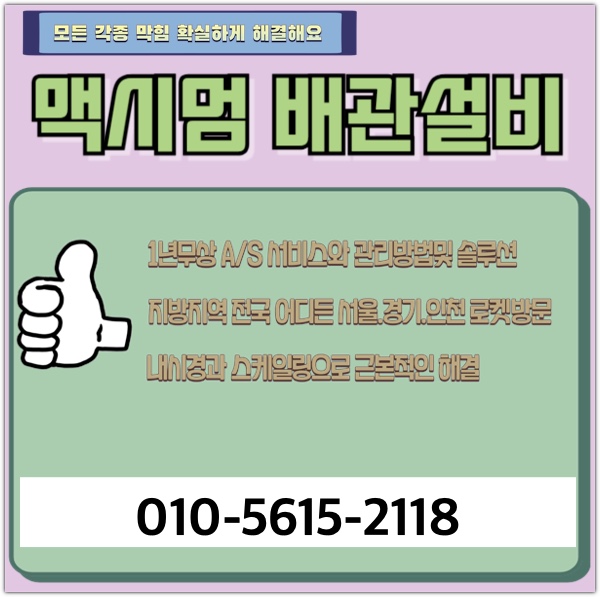 모든 각종 막힘 확실하게 해결해요
맥시멈 배관설비
1년무상 A/S 서비스와 관리방법및 솔루션
지방지역 전국 어디든 서울.경기.인천 로켓방문
내시경과 스케일링으로 근본적인 해결
010-5615-2118